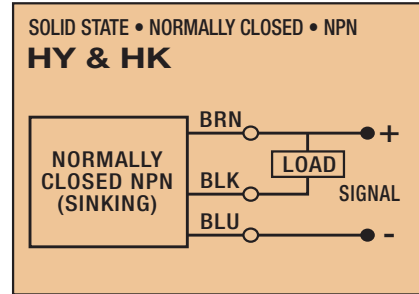 SOLID STATE • NORMALLY CLOSED • NPN
HY & HK
BRN
+
NORMALLY
CLOSED NPN
(SINKING)
LOAD
BLK
SIGNAL
BLU
-